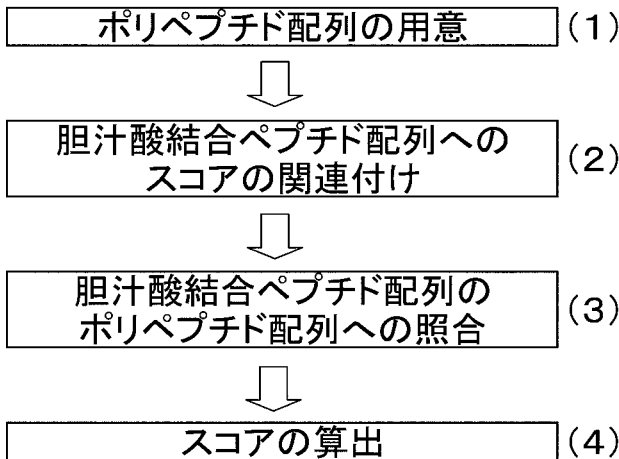 ポリペプチド配列の用意 (1)
胆汁酸結合ペプチド配列への
スコアの関連付け (2)
胆汁酸結合ペプチド配列の
ポリペプチド配列への照合 (3)
スコアの算出 (4)